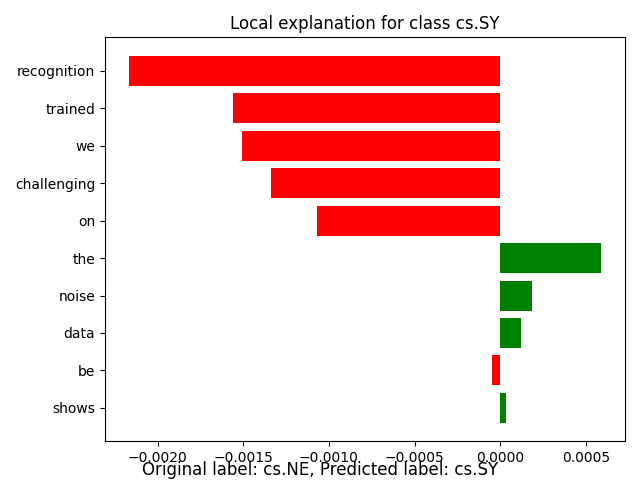 Local explanation for class cs.SY
recognition
trained
we
challenging
on
the
noise
data
be
shows
−0.0020 −0.0015 −0.0010 −0.0005 0.0000 0.0005
Original label: cs.NE, Predicted label: cs.SY